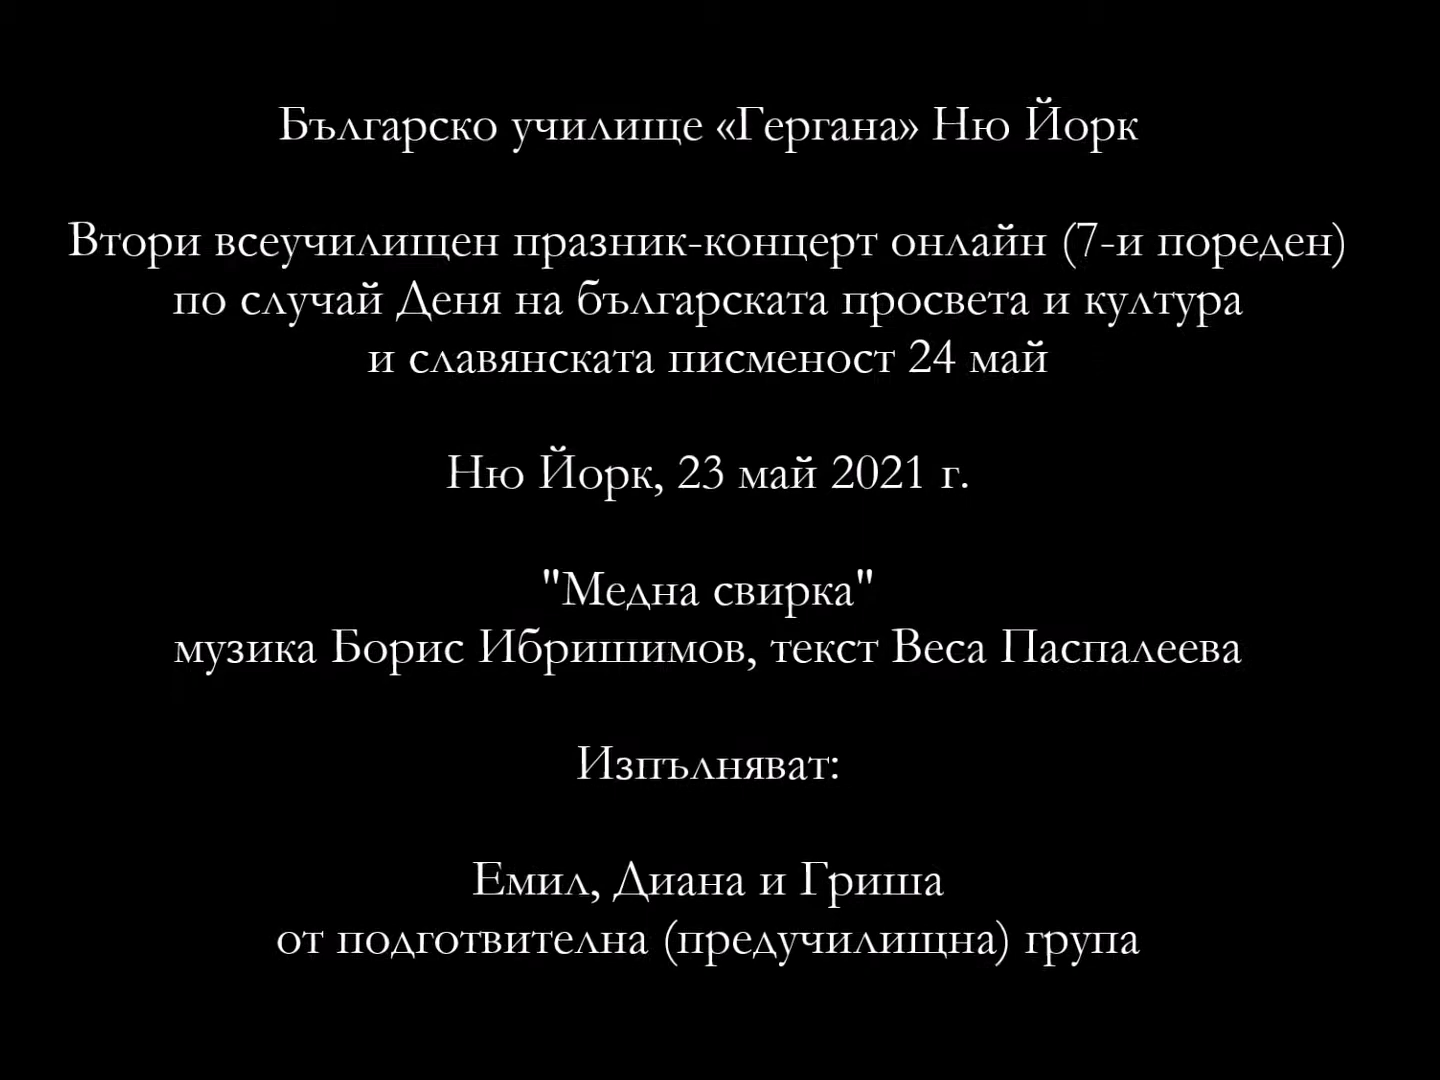 Българско училище «Гергана» Ню Йорк
Втори всеучилищен празник-концерт онлайн (7-и пореден)
по случай Деня на българската просвета и култура
и славянската писменост 24 май
Ню Йорк, 23 май 2021 г.
"Медна свирка"
музика Борис Ибришимов, текст Веса Паспалеева
Изпълняват:
Емил, Диана и Гриша
от подготвителна (предучилищна) група